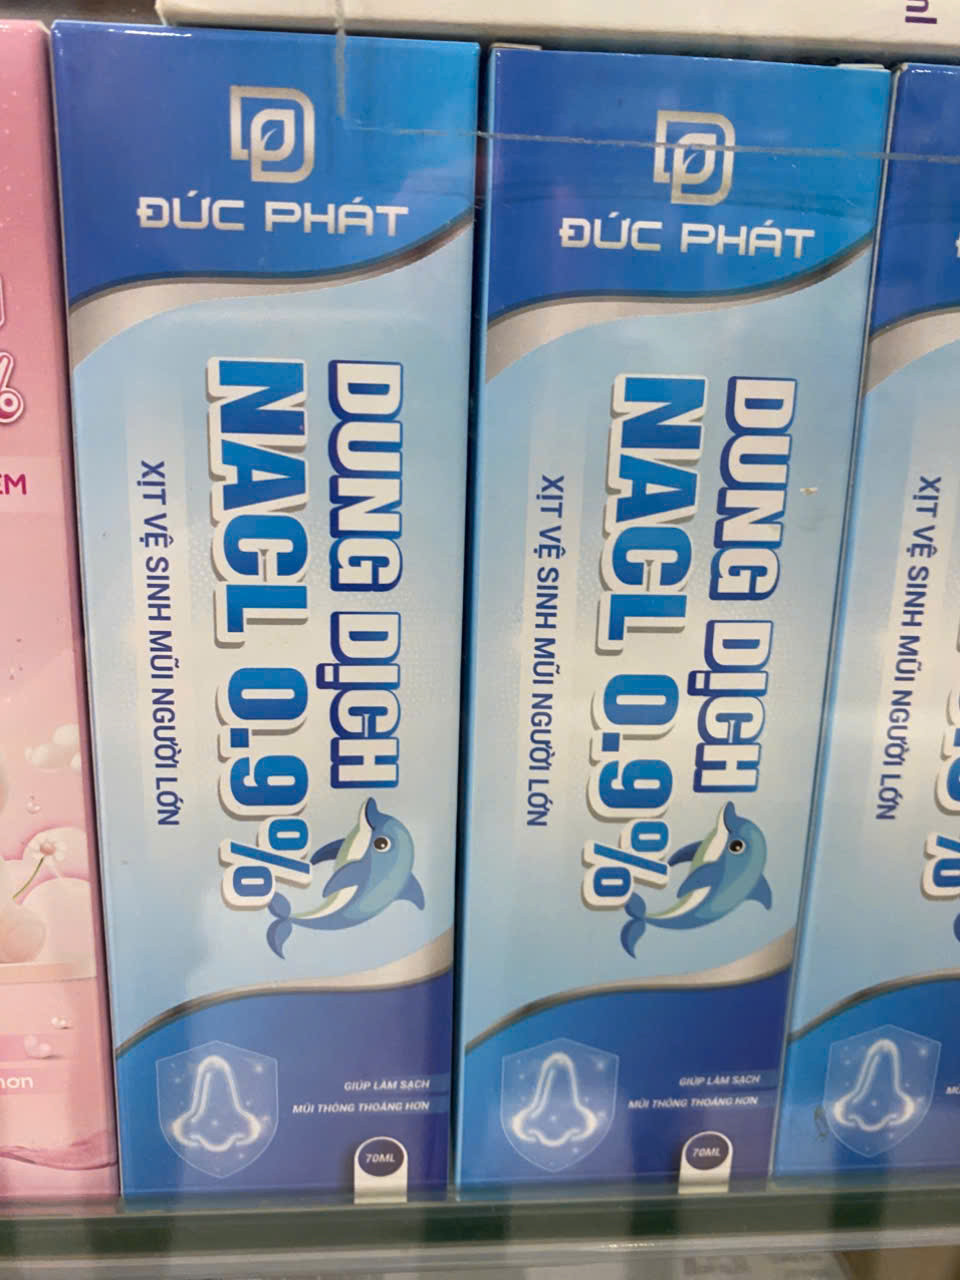 ml
ĐỨC PHÁT
DUNG DỊCH
NACL 0.9%
XỊT VỆ SINH MŨI NGƯỜI LỚN
GIÚP LÀM SẠCH
MŨI THÔNG THOÁNG HƠN
70ML
ĐỨC PHÁT
DUNG DỊCH
NACL 0.9%
XỊT VỆ SINH MŨI NGƯỜI LỚN
GIÚP LÀM SẠCH
MŨI THÔNG THOÁNG HƠN
70ML
XỊT VỆ SINH MŨI NGƯỜI LỚN